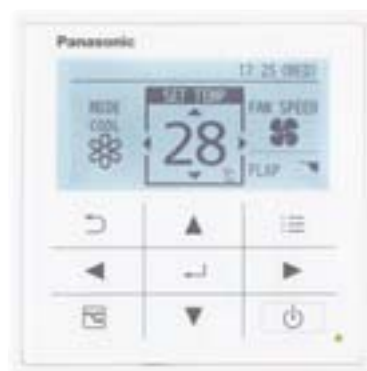 Panasonic
17:25 (WED)
SET TEMP
MODE
COOL
FAN SPEED
28
℃
FLAP